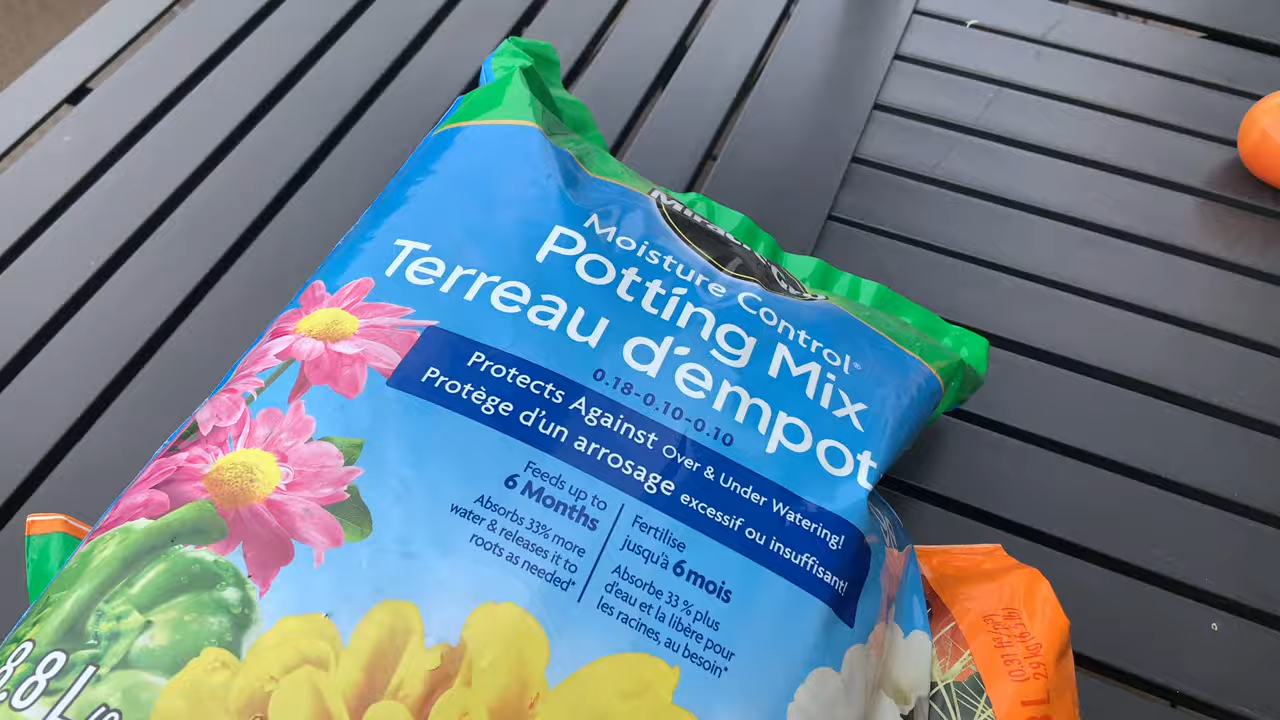 Moisture Control®
Potting Mix
Terreau d'empot
0.18-0.10-0.10
Protects Against Over & Under Watering!
Protège d'un arrosage excessif ou insuffisant!
Feeds up to
6 Months
Absorbs 33% more
water & releases it to
roots as needed*
Fertilise
jusqu'à 6 mois
Absorbe 33 % plus
d'eau et la libère pour
les racines, au besoin*
8.8 L